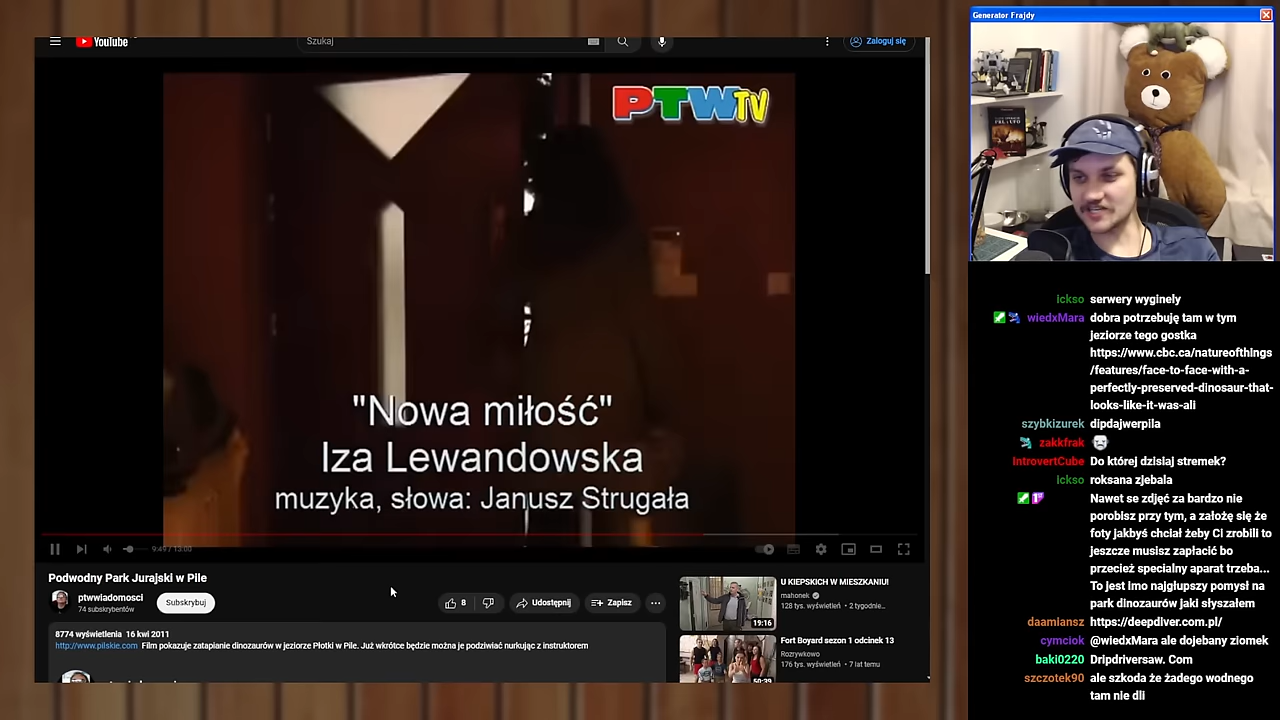 YouTube
Szukaj
Zaloguj się
PTWTV
"Nowa miłość"
Iza Lewandowska
muzyka, słowa: Janusz Strugała
9:49 / 13:00
Podwodny Park Jurajski w Pile
ptwwiadomosci
74 subskrybentów
Subskrybuj
8
Udostępnij
Zapisz
8774 wyświetlenia 16 kwi 2011
http://www.pilskie.com Film pokazuje zatapianie dinozaurów w jeziorze Płotki w Pile. Już wkrótce będzie można je podziwiać nurkując z instruktorem
U KIEPSKICH W MIESZKANIU!
mahonek
128 tys. wyświetleń • 2 tygodnie...
19:16
Fort Boyard sezon 1 odcinek 13
Rozrywkowo
176 tys. wyświetleń • 7 lat temu
50:39
Generator Frajdy
ickso serwery wyginely
wiedxMara dobra potrzebuję tam w tym
jeziorze tego gostka
https://www.cbc.ca/natureofthings
/features/face-to-face-with-a-
perfectly-preserved-dinosaur-that-
looks-like-it-was-ali
szybkizurek dipdajwerpila
zakkfrak
IntrovertCube Do której dzisiaj stremek?
ickso roksana zjebala
Nawet se zdjęć za bardzo nie
porobisz przy tym, a założę się że
foty jakbyś chciał żeby Ci zrobili to
jeszcze musisz zapłacić bo
przecież specjalny aparat trzeba...
To jest imo najgłupszy pomysł na
park dinozaurów jaki słyszałem
daamiansz https://deepdiver.com.pl/
cymciok @wiedxMara ale dojebany ziomek
baki0220 Dripdriversaw. Com
szczotek90 ale szkoda że żadego wodnego
tam nie dli